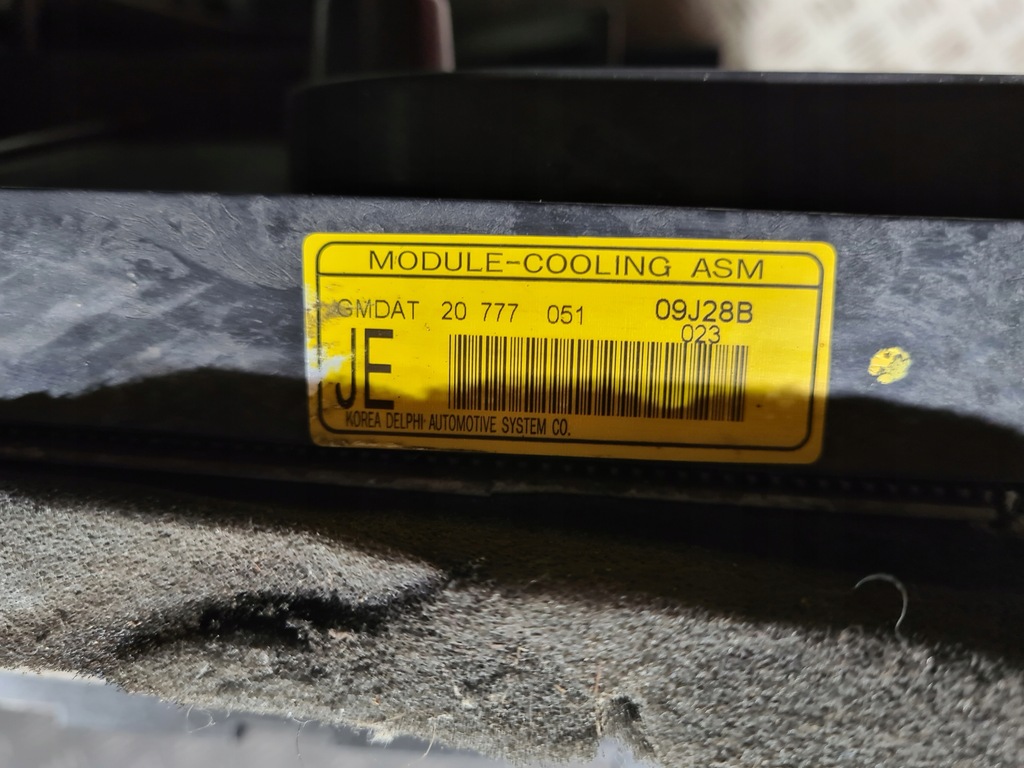 MODULE-COOLING ASM
GMDAT 20 777 051 09J28B
023
JE
KOREA DELPHI AUTOMOTIVE SYSTEM CO.